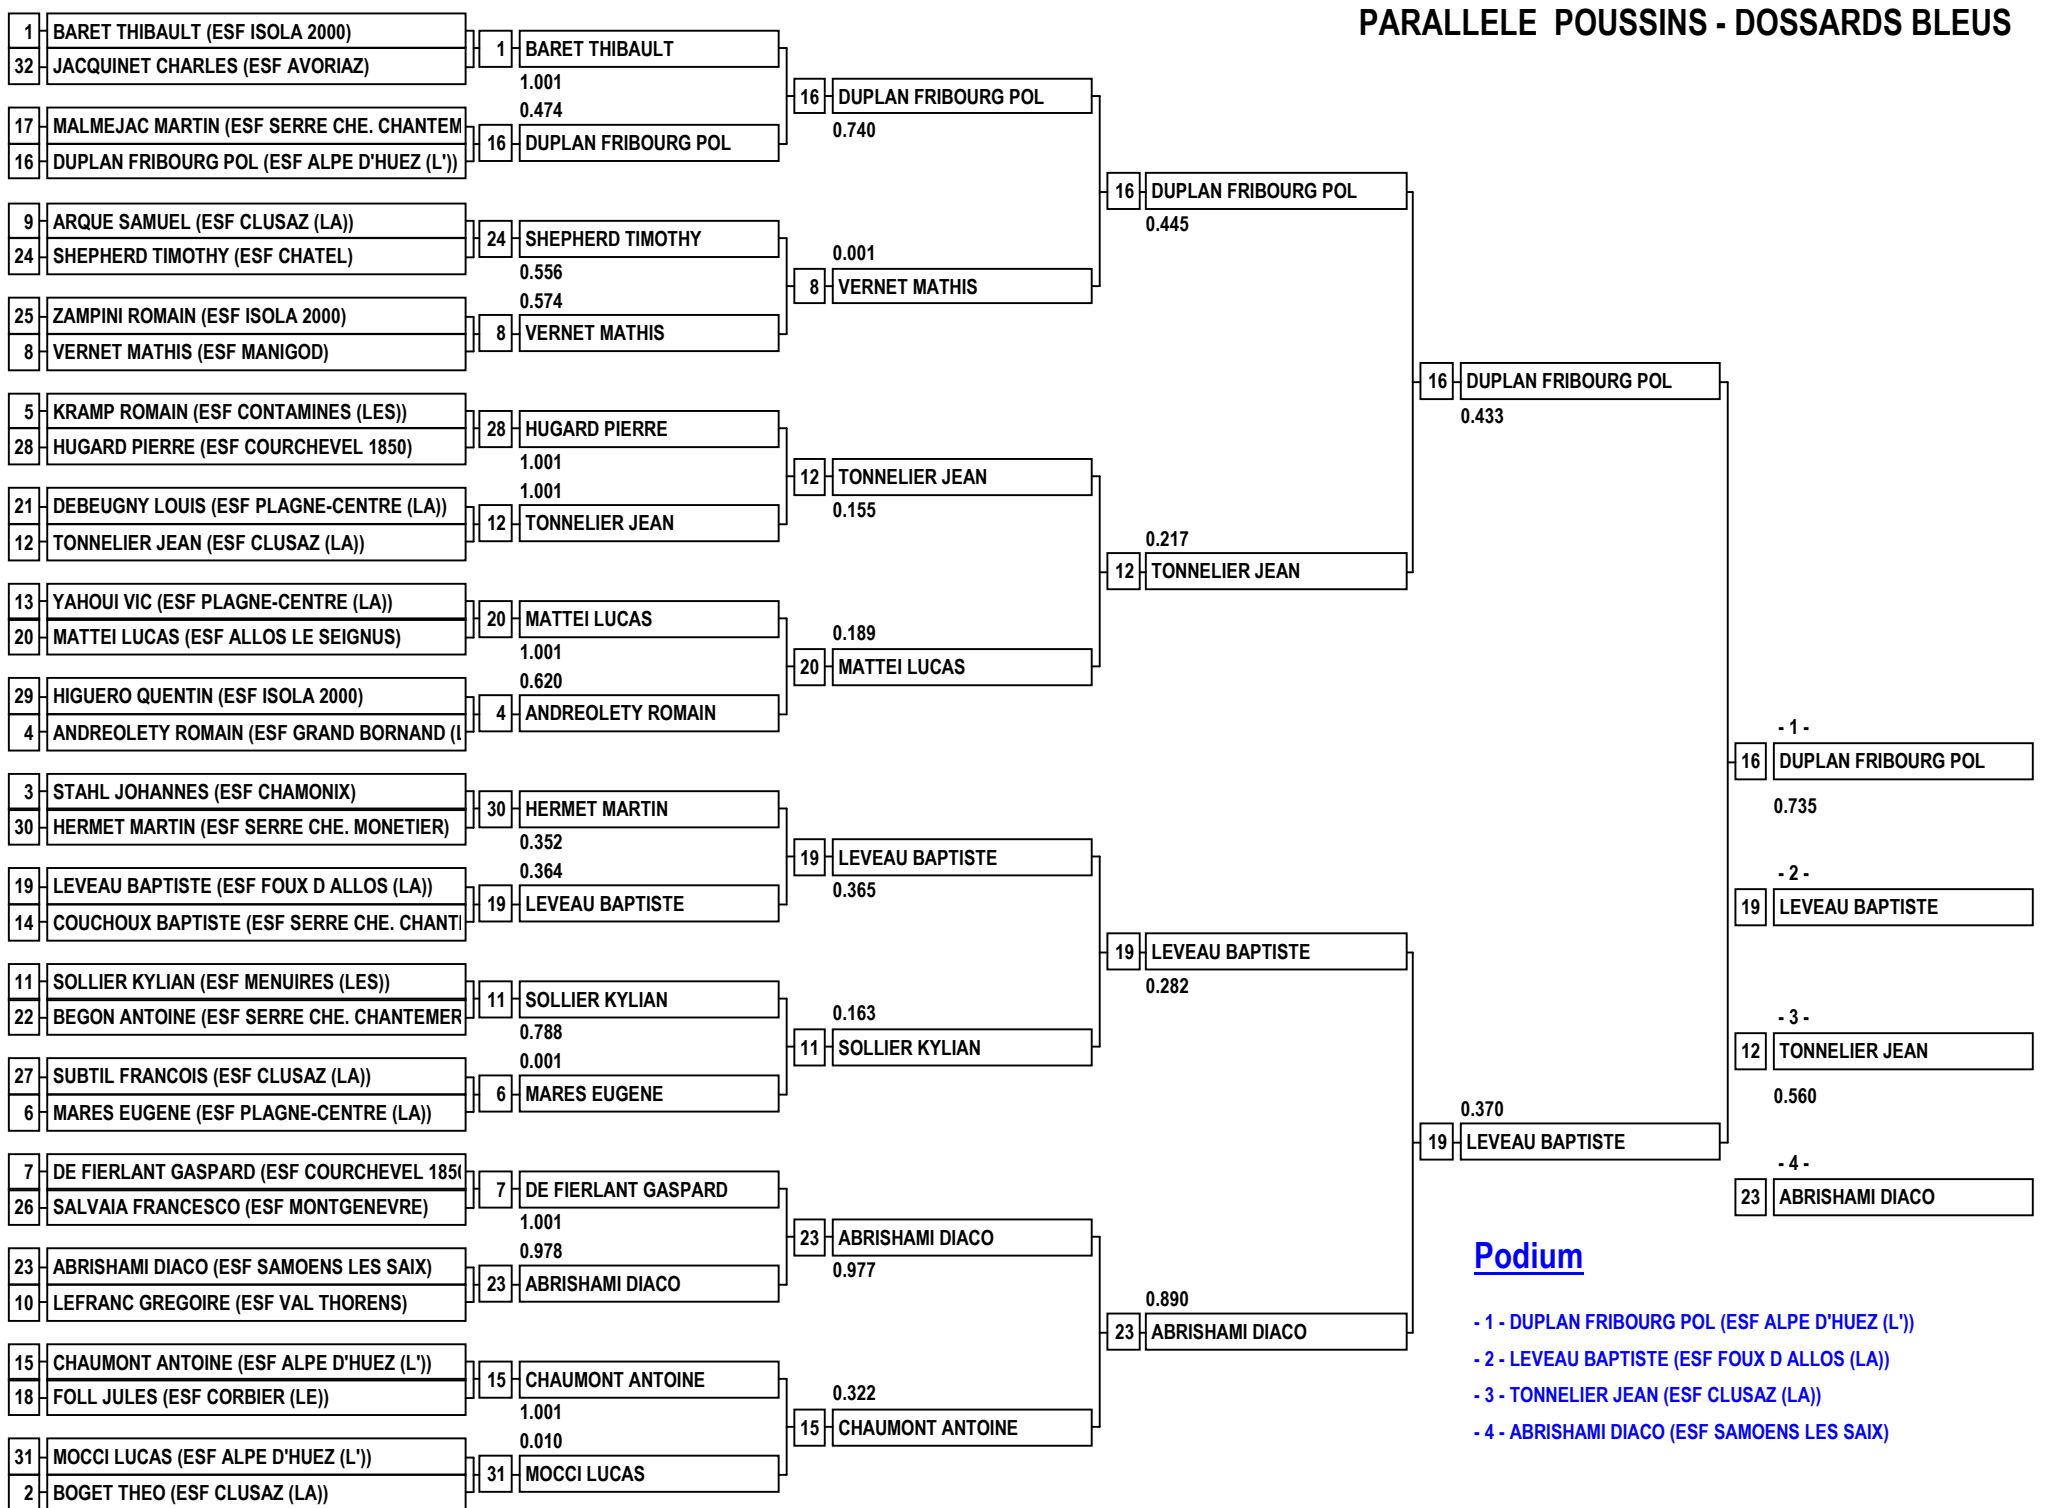 PARALLELE  POUSSINS - DOSSARDS BLEUS
1 BARET THIBAULT (ESF ISOLA 2000)
32 JACQUINET CHARLES (ESF AVORIAZ)
17 MALMEJAC MARTIN (ESF SERRE CHE. CHANTEM
16 DUPLAN FRIBOURG POL (ESF ALPE D'HUEZ (L'))
9 ARQUE SAMUEL (ESF CLUSAZ (LA))
24 SHEPHERD TIMOTHY (ESF CHATEL)
25 ZAMPINI ROMAIN (ESF ISOLA 2000)
8 VERNET MATHIS (ESF MANIGOD)
5 KRAMP ROMAIN (ESF CONTAMINES (LES))
28 HUGARD PIERRE (ESF COURCHEVEL 1850)
21 DEBEUGNY LOUIS (ESF PLAGNE-CENTRE (LA))
12 TONNELIER JEAN (ESF CLUSAZ (LA))
13 YAHOUI VIC (ESF PLAGNE-CENTRE (LA))
20 MATTEI LUCAS (ESF ALLOS LE SEIGNUS)
29 HIGUERO QUENTIN (ESF ISOLA 2000)
4 ANDREOLETY ROMAIN (ESF GRAND BORNAND (L
3 STAHL JOHANNES (ESF CHAMONIX)
30 HERMET MARTIN (ESF SERRE CHE. MONETIER)
19 LEVEAU BAPTISTE (ESF FOUX D ALLOS (LA))
14 COUCHOUX BAPTISTE (ESF SERRE CHE. CHANTE
11 SOLLIER KYLIAN (ESF MENUIRES (LES))
22 BEGON ANTOINE (ESF SERRE CHE. CHANTEMER
27 SUBTIL FRANCOIS (ESF CLUSAZ (LA))
6 MARES EUGENE (ESF PLAGNE-CENTRE (LA))
7 DE FIERLANT GASPARD (ESF COURCHEVEL 1850
26 SALVAIA FRANCESCO (ESF MONTGENEVRE)
23 ABRISHAMI DIACO (ESF SAMOENS LES SAIX)
10 LEFRANC GREGOIRE (ESF VAL THORENS)
15 CHAUMONT ANTOINE (ESF ALPE D'HUEZ (L'))
18 FOLL JULES (ESF CORBIER (LE))
31 MOCCI LUCAS (ESF ALPE D'HUEZ (L'))
2 BOGET THEO (ESF CLUSAZ (LA))
1 BARET THIBAULT
1.001
0.474
16 DUPLAN FRIBOURG POL
24 SHEPHERD TIMOTHY
0.556
0.574
8 VERNET MATHIS
28 HUGARD PIERRE
1.001
1.001
12 TONNELIER JEAN
20 MATTEI LUCAS
1.001
0.620
4 ANDREOLETY ROMAIN
30 HERMET MARTIN
0.352
0.364
19 LEVEAU BAPTISTE
11 SOLLIER KYLIAN
0.788
0.001
6 MARES EUGENE
7 DE FIERLANT GASPARD
1.001
0.978
23 ABRISHAMI DIACO
15 CHAUMONT ANTOINE
1.001
0.010
31 MOCCI LUCAS
16 DUPLAN FRIBOURG POL
0.740
0.001
8 VERNET MATHIS
12 TONNELIER JEAN
0.155
0.189
20 MATTEI LUCAS
19 LEVEAU BAPTISTE
0.365
0.163
11 SOLLIER KYLIAN
23 ABRISHAMI DIACO
0.977
0.322
15 CHAUMONT ANTOINE
16 DUPLAN FRIBOURG POL
0.445
0.217
12 TONNELIER JEAN
19 LEVEAU BAPTISTE
0.282
0.890
23 ABRISHAMI DIACO
16 DUPLAN FRIBOURG POL
0.433
0.370
19 LEVEAU BAPTISTE
- 1 -
16 DUPLAN FRIBOURG POL
0.735
- 2 -
19 LEVEAU BAPTISTE
- 3 -
12 TONNELIER JEAN
0.560
- 4 -
23 ABRISHAMI DIACO
Podium
- 1 - DUPLAN FRIBOURG POL (ESF ALPE D'HUEZ (L'))
- 2 - LEVEAU BAPTISTE (ESF FOUX D ALLOS (LA))
- 3 - TONNELIER JEAN (ESF CLUSAZ (LA))
- 4 - ABRISHAMI DIACO (ESF SAMOENS LES SAIX)